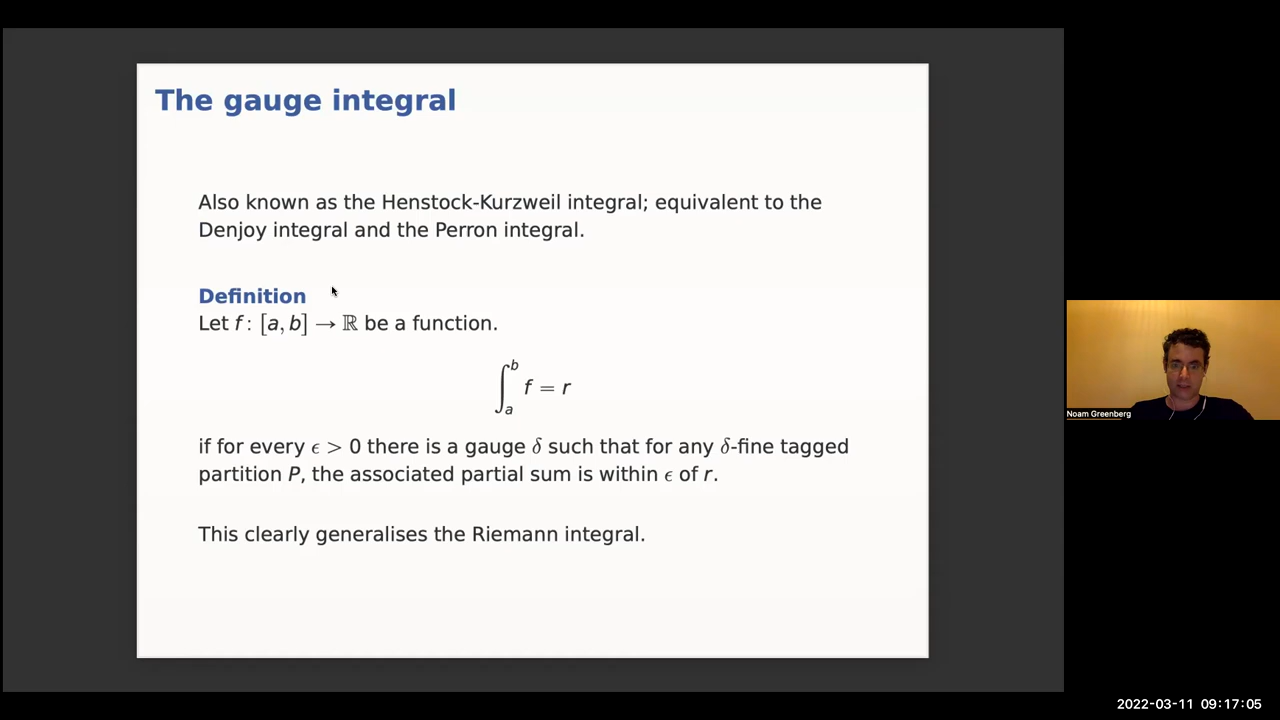 The gauge integral
Also known as the Henstock-Kurzweil integral; equivalent to the
Denjoy integral and the Perron integral.
Definition
Let f: [a, b] → ℝ be a function.
∫_a^b f = r
if for every ϵ > 0 there is a gauge δ such that for any δ-fine tagged
partition P, the associated partial sum is within ϵ of r.
This clearly generalises the Riemann integral.
Noam Greenberg
2022-03-11 09:17:05